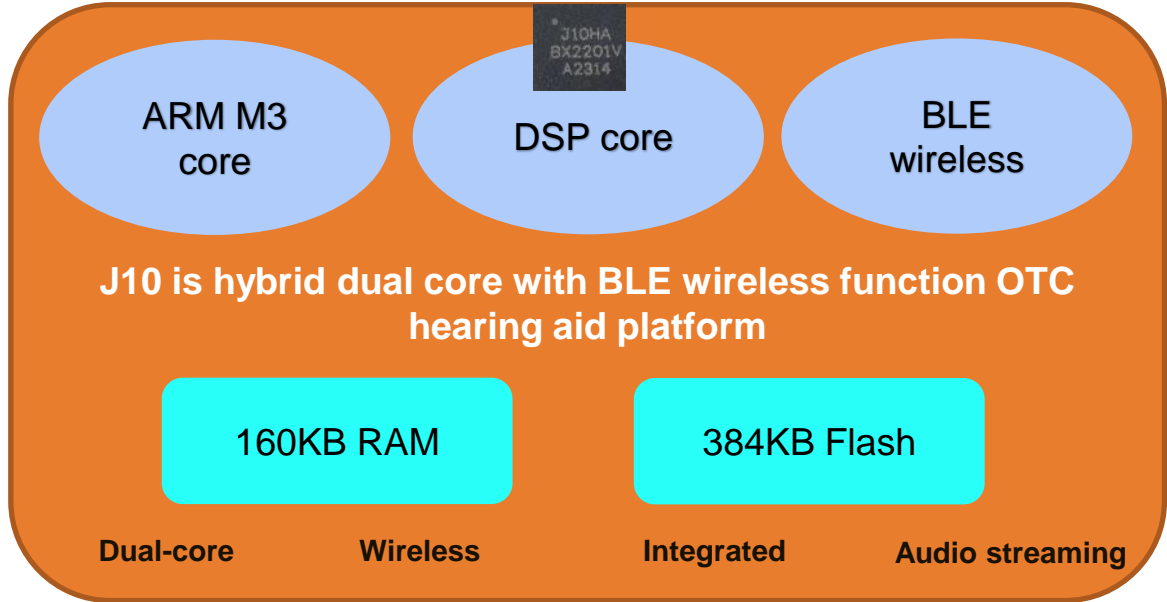 J10HA
BX2201V
A2314
ARM M3
core
DSP core
BLE
wireless
J10 is hybrid dual core with BLE wireless function OTC
hearing aid platform
160KB RAM
384KB Flash
Dual-core
Wireless
Integrated
Audio streaming